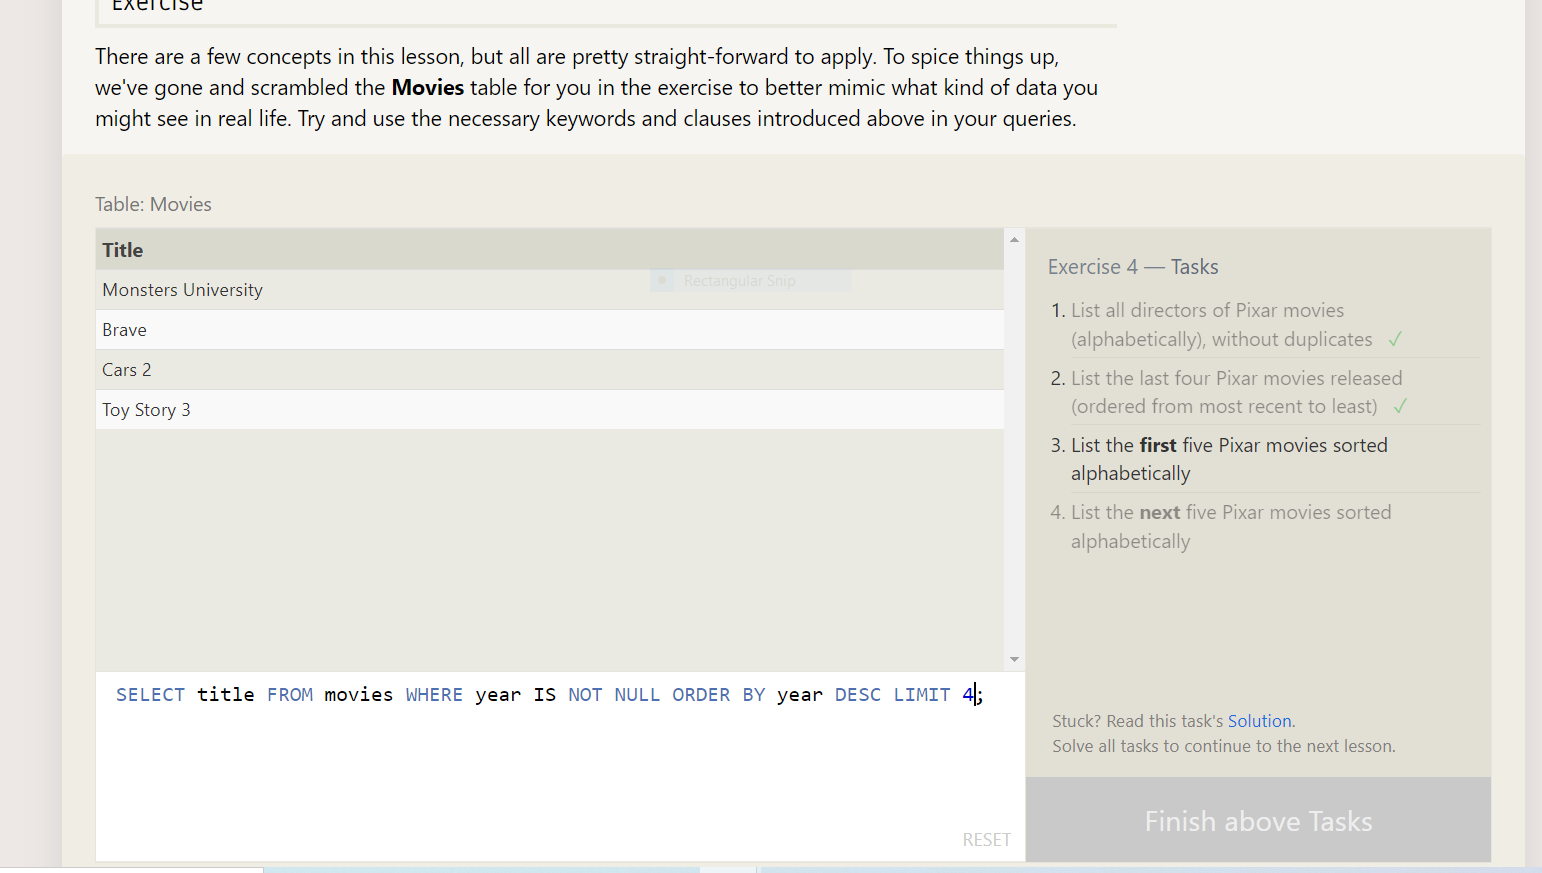 Exercise
There are a few concepts in this lesson, but all are pretty straight-forward to apply. To spice things up,
we've gone and scrambled the Movies table for you in the exercise to better mimic what kind of data you
might see in real life. Try and use the necessary keywords and clauses introduced above in your queries.
Table: Movies
Title
Monsters University
Brave
Cars 2
Toy Story 3
Rectangular Snip
SELECT title FROM movies WHERE year IS NOT NULL ORDER BY year DESC LIMIT 4;
RESET
Exercise 4 — Tasks
1. List all directors of Pixar movies
(alphabetically), without duplicates ✓
2. List the last four Pixar movies released
(ordered from most recent to least) ✓
3. List the first five Pixar movies sorted
alphabetically
4. List the next five Pixar movies sorted
alphabetically
Stuck? Read this task's Solution.
Solve all tasks to continue to the next lesson.
Finish above Tasks